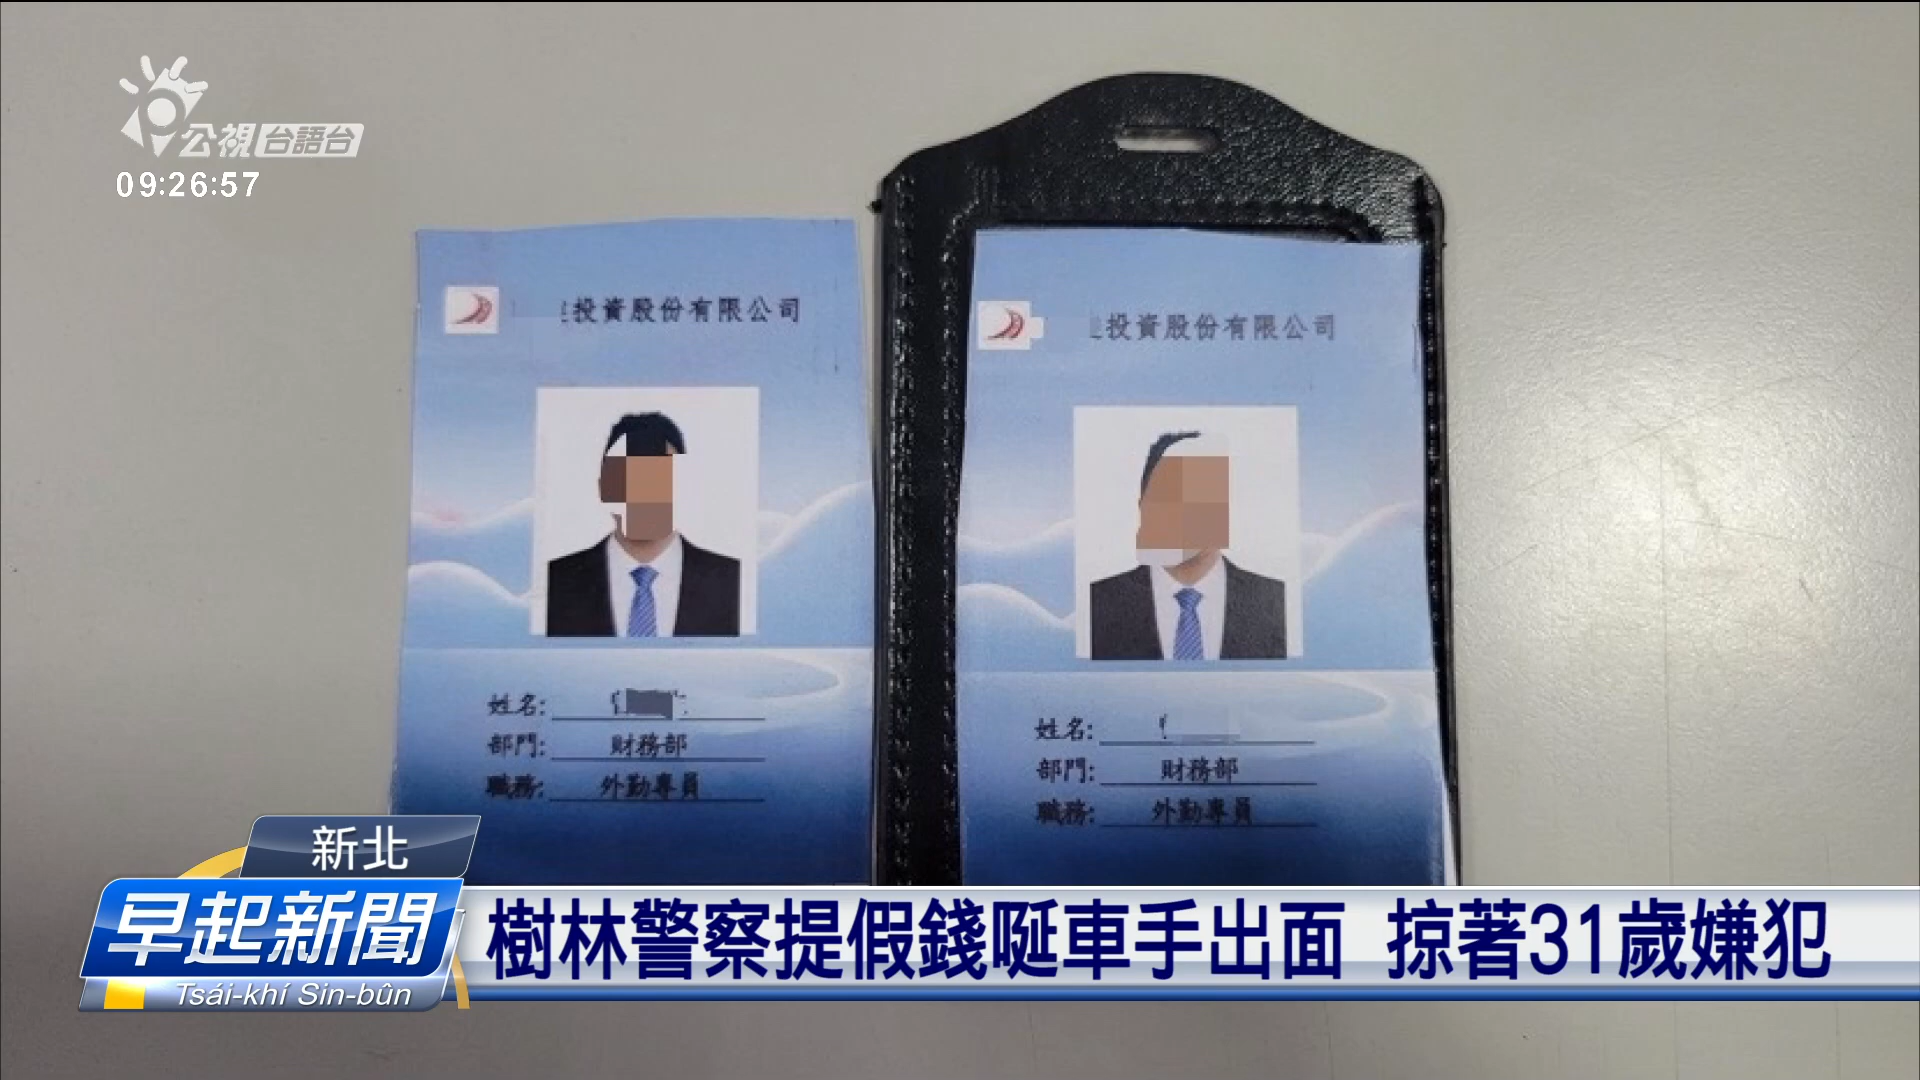 公視台語台
09:26:57
投資股份有限公司
姓名:
部門: 財務部
職務: 外勤專員
投資股份有限公司
姓名:
部門: 財務部
職務: 外勤專員
新北
早起新聞
Tsái-khí Sin-bûn
樹林警察提假錢唌車手出面 掠著31歲嫌犯